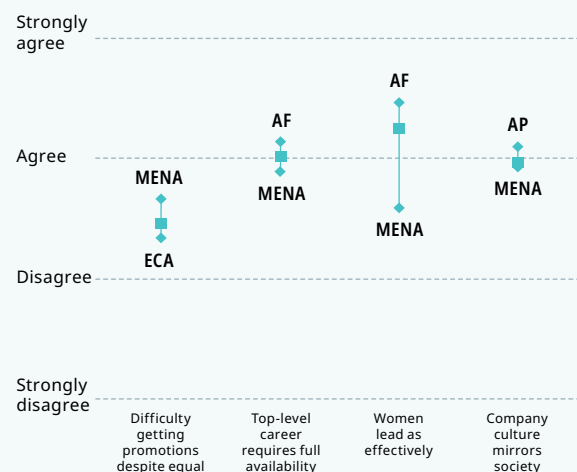 Strongly
agree
AF
AF
AP
Agree
MENA
MENA
MENA
MENA
ECA
Disagree
Strongly
disagree
Difficulty
getting
promotions
despite equal
Top-level
career
requires full
availability
Women
lead as
effectively
Company
culture
mirrors
society